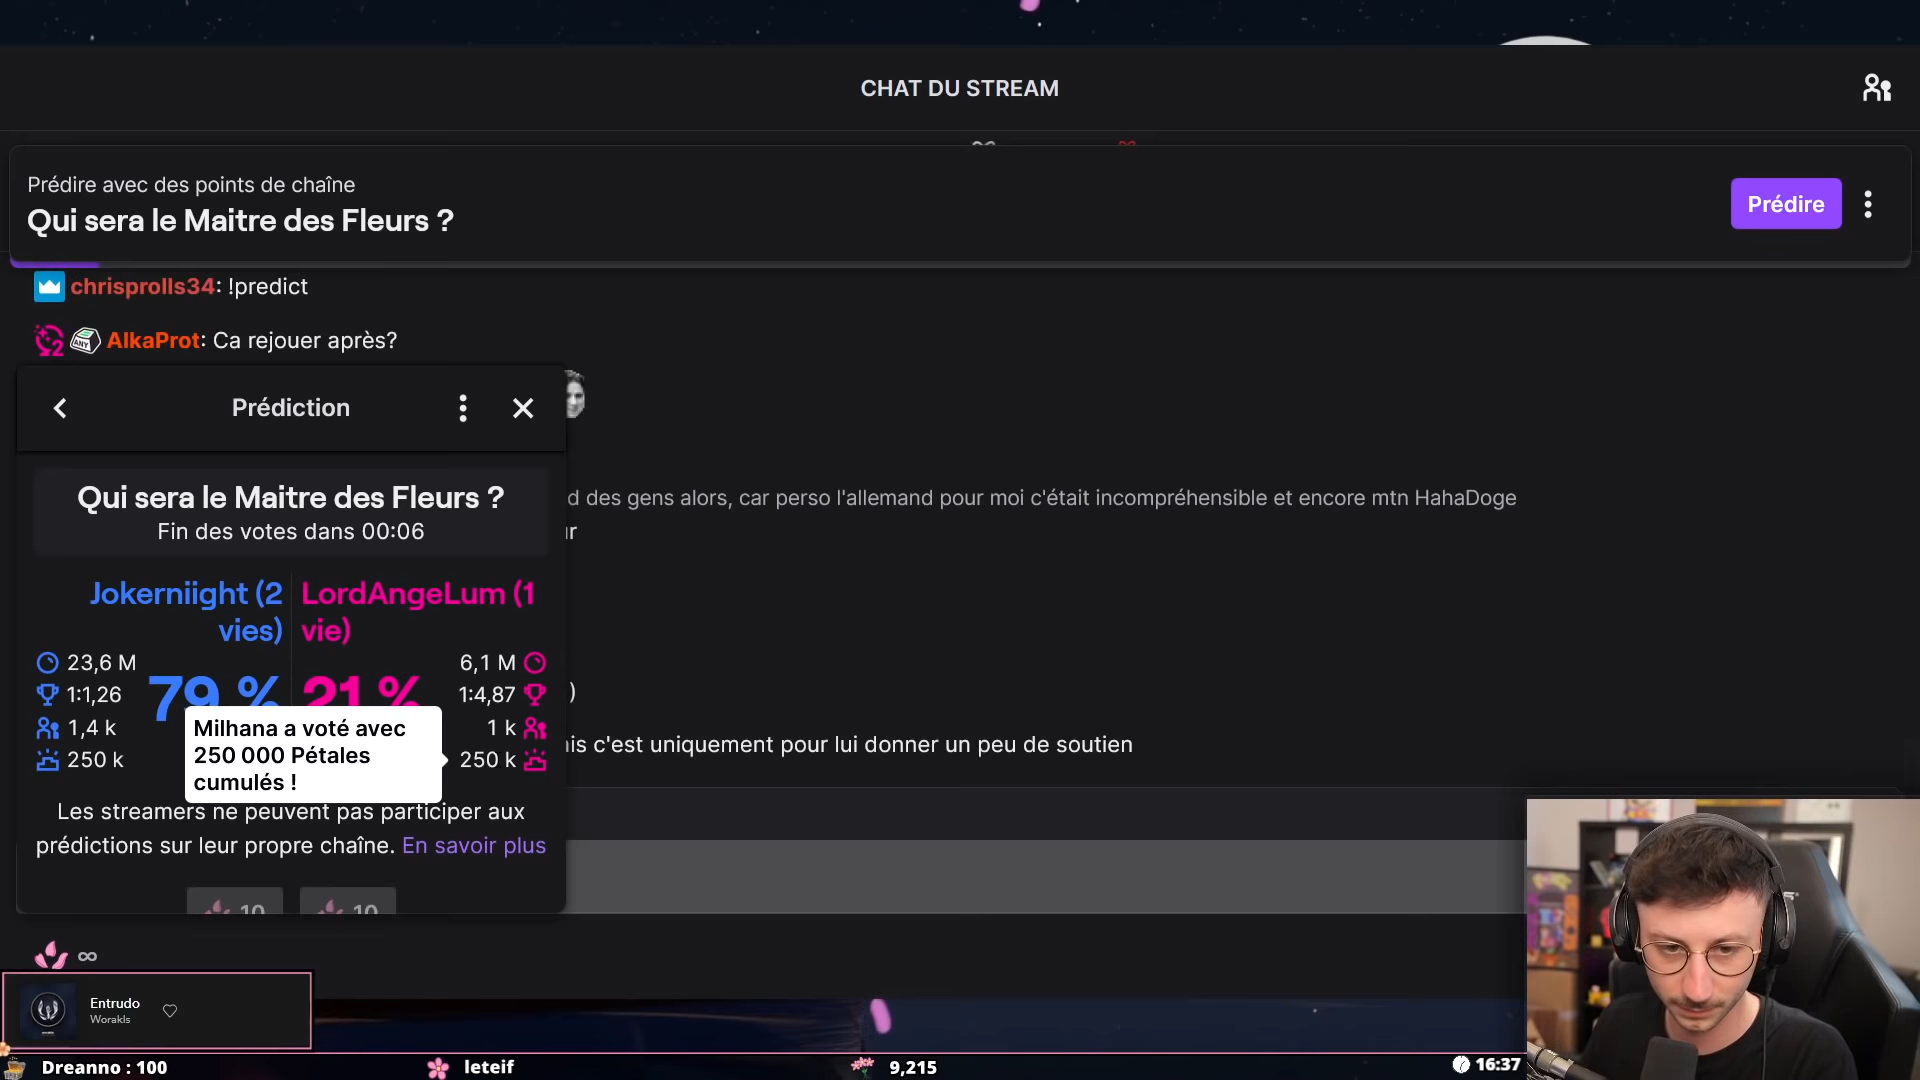 CHAT DU STREAM
Prédire avec des points de chaîne
Qui sera le Maitre des Fleurs ?
Prédire
chrisprolls34: !predict
AlkaProt: Ca rejouer après?
Prédiction
Qui sera le Maitre des Fleurs ?
Fin des votes dans 00:06
d des gens alors, car perso l'allemand pour moi c'était incompréhensible et encore mtn HahaDoge
Jokerniight (2 vies)
LordAngeLum (1 vie)
23,6 M
79 %
21 %
6,1 M
1:1,26
1:4,87
)
1,4 k
1 k
250 k
250 k
Milhana a voté avec
250 000 Pétales
cumulés !
is c'est uniquement pour lui donner un peu de soutien
Les streamers ne peuvent pas participer aux
prédictions sur leur propre chaîne. En savoir plus
10
10
∞
Entrudo
Worakls
Dreanno : 100
leteif
9,215
16:37